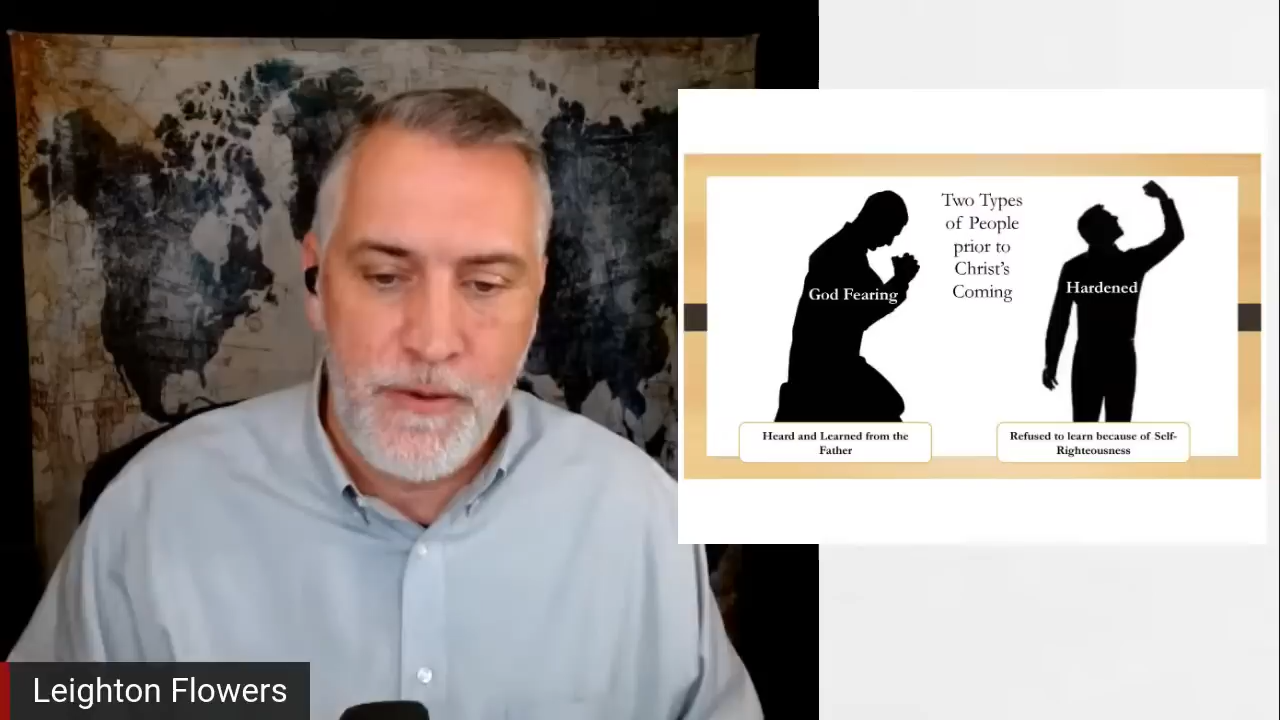 Two Types
of People
prior to
Christ's
Coming
God Fearing
Hardened
Heard and Learned from the
Father
Refused to learn because of Self-
Righteousness
Leighton Flowers